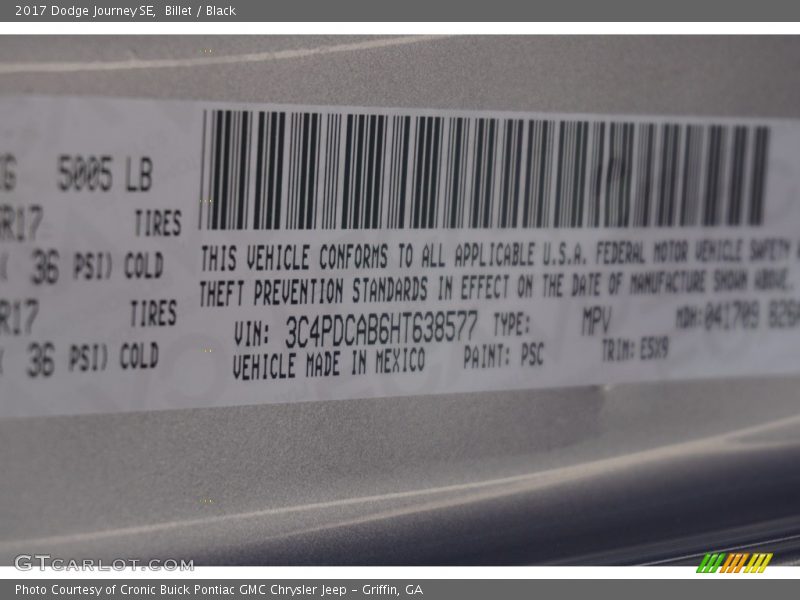 2017 Dodge Journey SE, Billet / Black
5005 LB
R17 TIRES
36 PSI) COLD
R17 TIRES
36 PSI) COLD
THIS VEHICLE CONFORMS TO ALL APPLICABLE U.S.A. FEDERAL MOTOR VEHICLE SAFETY
THEFT PREVENTION STANDARDS IN EFFECT ON THE DATE OF MANUFACTURE SHOWN ABOVE.
VIN: 3C4PDCAB6HT638577 TYPE: MPV MDH: 041709
VEHICLE MADE IN MEXICO PAINT: PSC TRIM: E5X9
GTCARLOT.COM
Photo Courtesy of Cronic Buick Pontiac GMC Chrysler Jeep - Griffin, GA